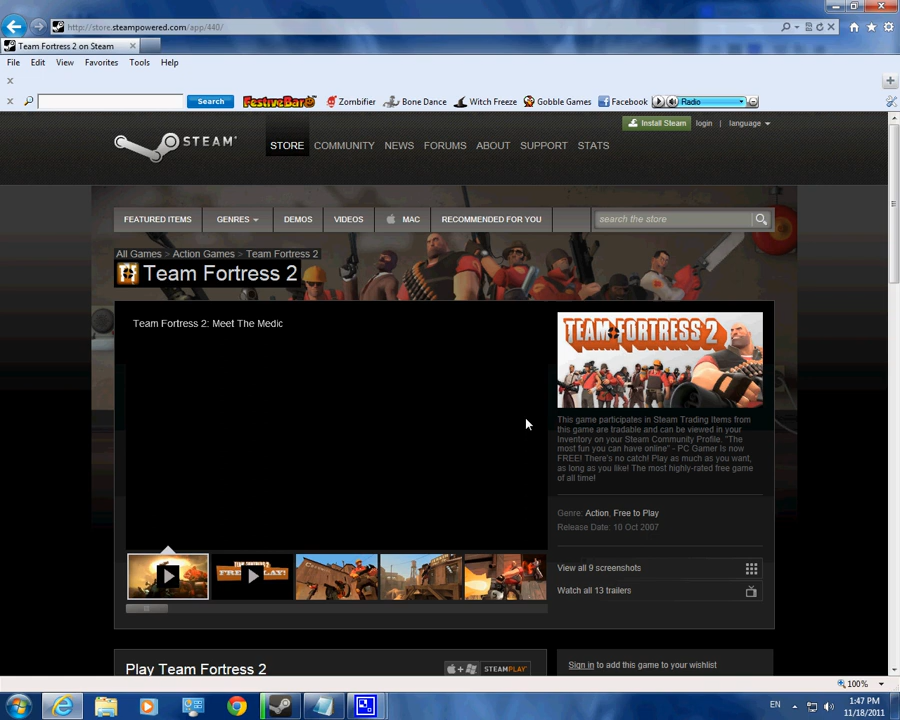 http://store.steampowered.com/app/440/
Team Fortress 2 on Steam
File Edit View Favorites Tools Help
Search FestiveBar Zombifier Bone Dance Witch Freeze Gobble Games Facebook Radio
Install Steam login | language
STEAM
STORE COMMUNITY NEWS FORUMS ABOUT SUPPORT STATS
FEATURED ITEMS GENRES DEMOS VIDEOS MAC RECOMMENDED FOR YOU search the store
All Games > Action Games > Team Fortress 2
Team Fortress 2
Team Fortress 2: Meet The Medic
TEAM FORTRESS 2
This game participates in Steam Trading Items from
this game are tradable and can be viewed in your
Inventory on your Steam Community Profile. "The
most fun you can have online" - PC Gamer Is now
FREE! There's no catch! Play as much as you want,
as long as you like! The most highly-rated free game
of all time!
Genre: Action, Free to Play
Release Date: 10 Oct 2007
View all 9 screenshots
Watch all 13 trailers
Play Team Fortress 2
STEAMPLAY
Sign in to add this game to your wishlist
100%
EN
1:47 PM
11/18/2011